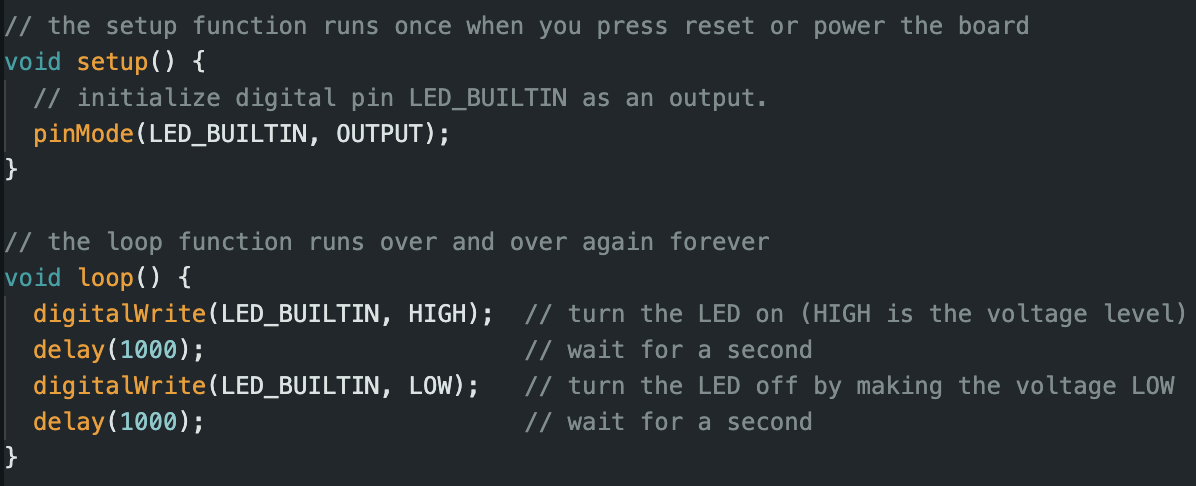 // the setup function runs once when you press reset or power the board
void setup() {
  // initialize digital pin LED_BUILTIN as an output.
  pinMode(LED_BUILTIN, OUTPUT);
}

// the loop function runs over and over again forever
void loop() {
  digitalWrite(LED_BUILTIN, HIGH);  // turn the LED on (HIGH is the voltage level)
  delay(1000);                      // wait for a second
  digitalWrite(LED_BUILTIN, LOW);   // turn the LED off by making the voltage LOW
  delay(1000);                      // wait for a second
}